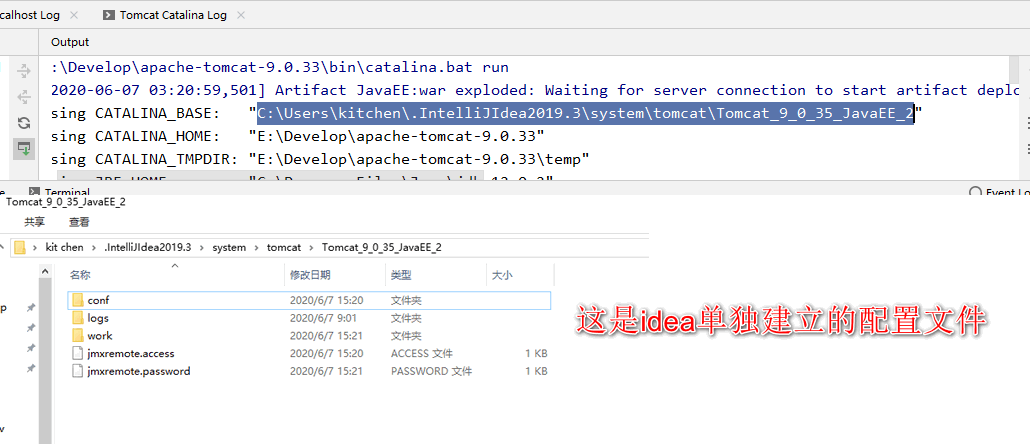 calhost Log × Tomcat Catalina Log ×
Output
:\Develop\apache-tomcat-9.0.33\bin\catalina.bat run
2020-06-07 03:20:59,501] Artifact JavaEE:war exploded: Waiting for server connection to start artifact deplo
sing CATALINA_BASE: "C:\Users\kitchen\.IntelliJIdea2019.3\system\tomcat\Tomcat_9_0_35_JavaEE_2"
sing CATALINA_HOME: "E:\Develop\apache-tomcat-9.0.33"
sing CATALINA_TMPDIR: "E:\Develop\apache-tomcat-9.0.33\temp"
Terminal Event Lo
Tomcat_9_0_35_JavaEE_2
共享 查看
kit chen › .IntelliJIdea2019.3 › system › tomcat › Tomcat_9_0_35_JavaEE_2
名称 修改日期 类型 大小
conf 2020/6/7 15:20 文件夹
logs 2020/6/7 9:01 文件夹
work 2020/6/7 15:21 文件夹
jmxremote.access 2020/6/7 15:20 ACCESS 文件 1 KB
jmxremote.password 2020/6/7 15:21 PASSWORD 文件 1 KB
这是idea单独建立的配置文件